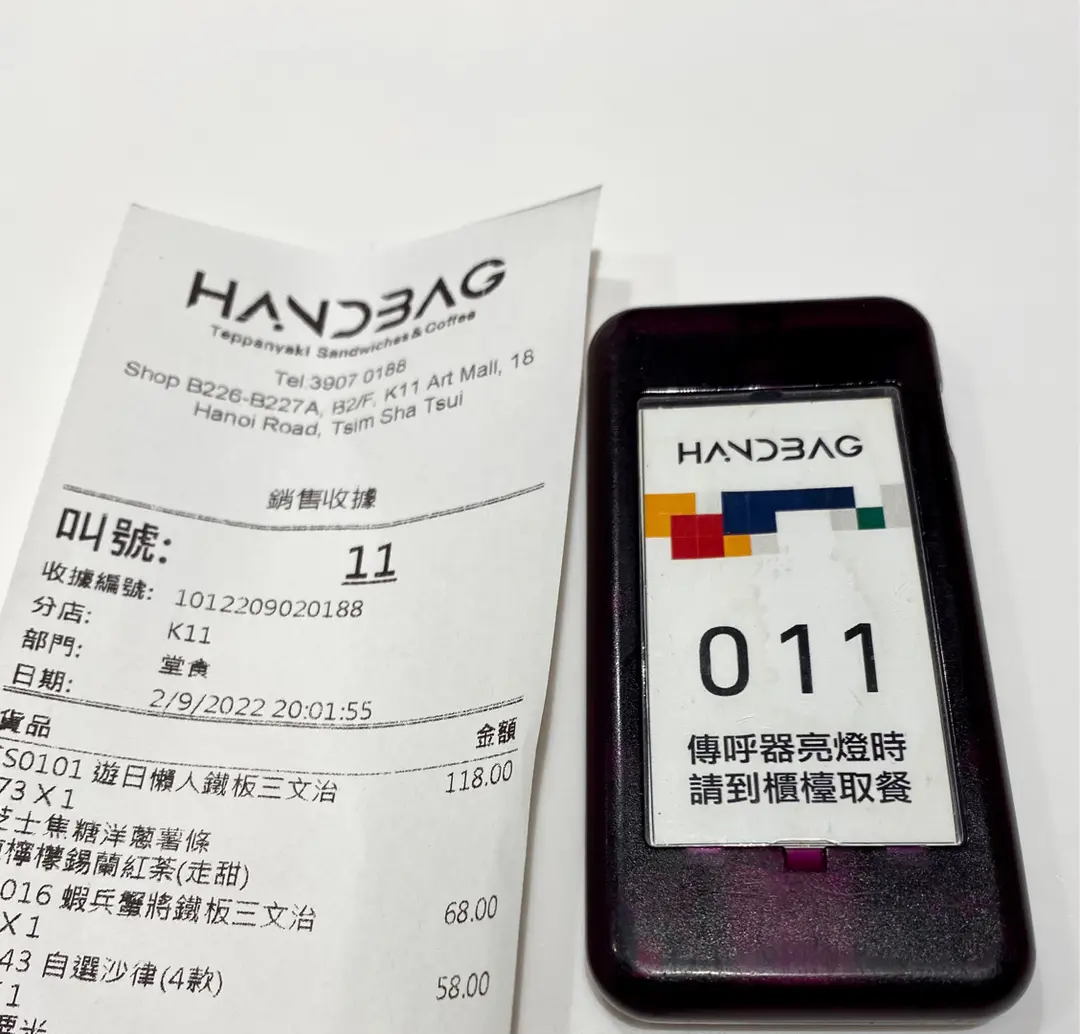 HANDBAG
Teppanyaki Sandwiches & Coffee
Tel 3907 0188
Shop B226-B227A, B2/F, K11 Art Mall, 18
Hanoi Road, Tsim Sha Tsui
銷售收據
叫號: 11
收據編號: 1012209020188
分店: K11
部門: 堂食
日期: 2/9/2022 20:01:55
貨品 金額
S0101 遊日懶人鐵板三文治 118.00
73 X 1
芝士焦糖洋蔥薯條
檸檬錫蘭紅茶(走甜)
016 蝦兵蟹將鐵板三文治 68.00
X 1
43 自選沙律(4款) 58.00
1
HANDBAG
011
傳呼器亮燈時
請到櫃檯取餐